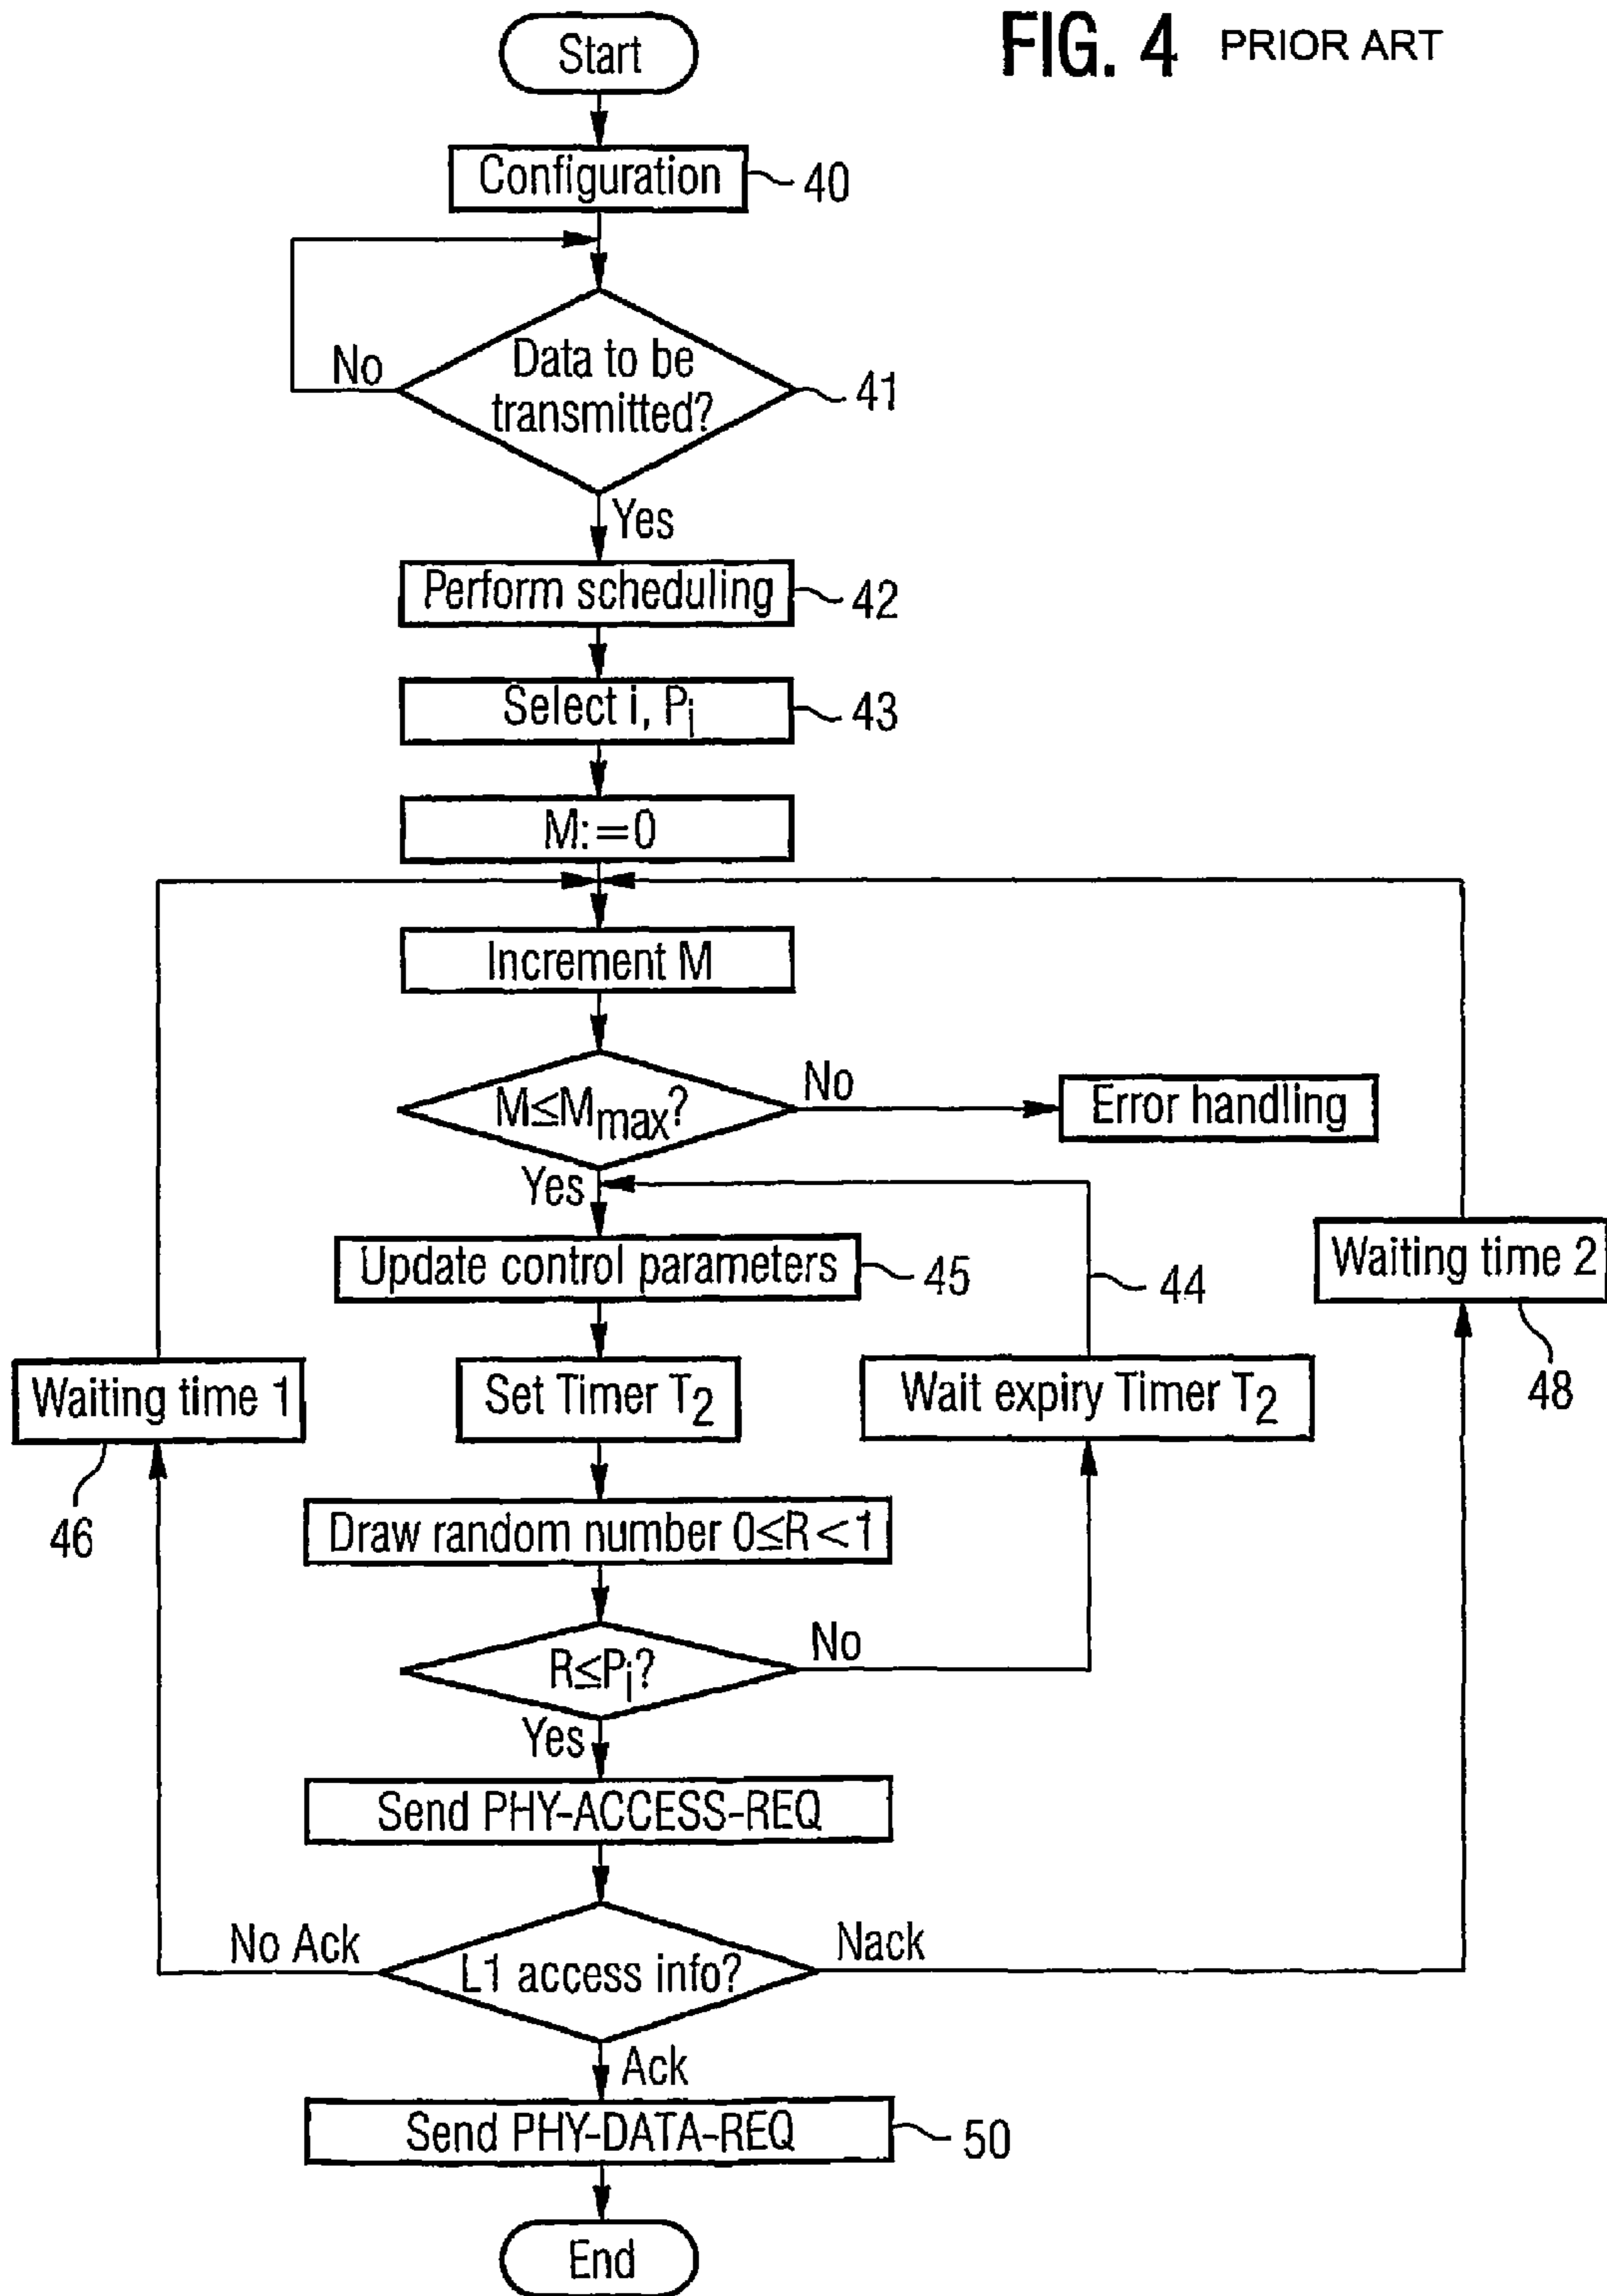 FIG. 4 PRIOR ART
Start
Configuration
40
Data to be
transmitted?
41
No
Yes
Perform scheduling
42
Select i, Pi
43
M:=0
Increment M
M≤Mmax?
No
Error handling
Yes
Update control parameters
45
44
Waiting time 2
48
Waiting time 1
46
Set Timer T2
Wait expiry Timer T2
Draw random number 0≤R<1
R≤Pi?
No
Yes
Send PHY-ACCESS-REQ
No Ack
L1 access info?
Nack
Ack
Send PHY-DATA-REQ
50
End